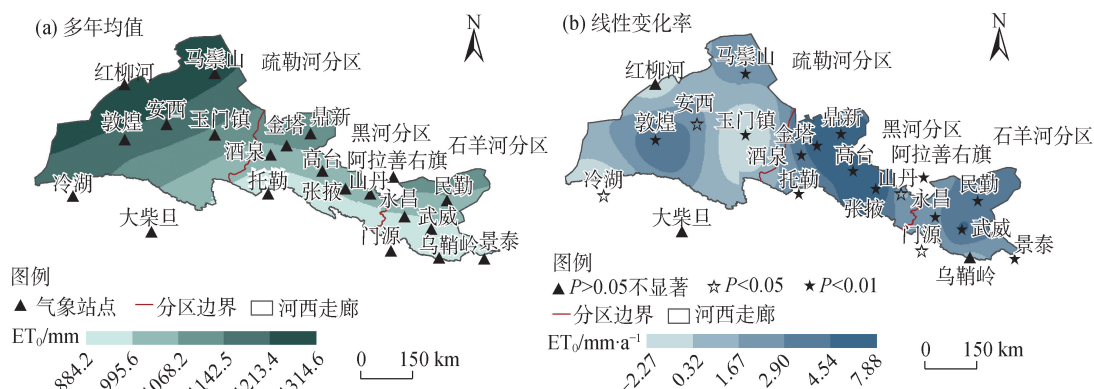 (a) 多年均值
N
马鬃山
疏勒河分区
红柳河
安西
敦煌
玉门镇
金塔
鼎新
石羊河分区
酒泉
高台
黑河分区
阿拉善右旗
冷湖
托勒
张掖
山丹
民勤
永昌
大柴旦
武威
门源
乌鞘岭
景泰
图例
▲ 气象站点 分区边界 河西走廊
ET₀/mm
884.2 995.6 1068.2 1142.5 1213.4 1314.6
0 150 km
(b) 线性变化率
N
马鬃山
疏勒河分区
红柳河
安西
敦煌
玉门镇
金塔
鼎新
石羊河分区
酒泉
高台
黑河分区
阿拉善右旗
冷湖
托勒
张掖
山丹
民勤
永昌
大柴旦
武威
门源
乌鞘岭
景泰
图例
▲ P>0.05不显著 ☆ P<0.05 ★ P<0.01
分区边界 河西走廊
ET₀/mm·a⁻¹
−2.27 0.32 1.67 2.90 4.54 7.88
0 150 km